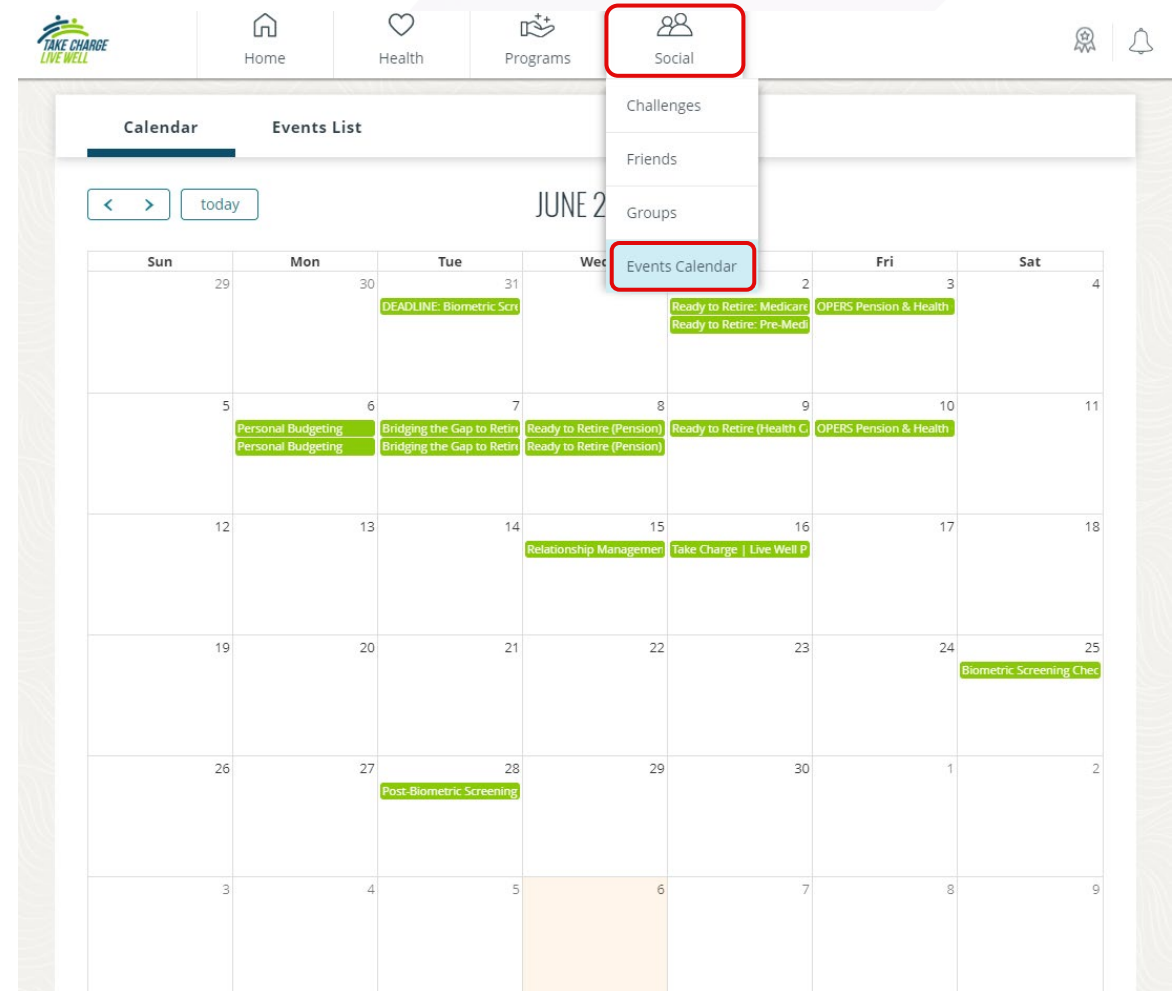 TAKE CHARGE
LIVE WELL
Home
Health
Programs
Social
Challenges
Friends
Groups
Events Calendar
Calendar
Events List
< >
today
JUNE 2
Sun Mon Tue Wed Fri Sat
29 30 31 2 3 4
DEADLINE: Biometric Scre
Ready to Retire: Medicare
OPERS Pension & Health
Ready to Retire: Pre-Medi
5 6 7 8 9 10 11
Personal Budgeting
Bridging the Gap to Retire
Ready to Retire (Pension)
Ready to Retire (Health Ca
OPERS Pension & Health
Personal Budgeting
Bridging the Gap to Retire
Ready to Retire (Pension)
12 13 14 15 16 17 18
Relationship Managemen
Take Charge | Live Well P
19 20 21 22 23 24 25
Biometric Screening Chec
26 27 28 29 30 1 2
Post-Biometric Screening
3 4 5 6 7 8 9